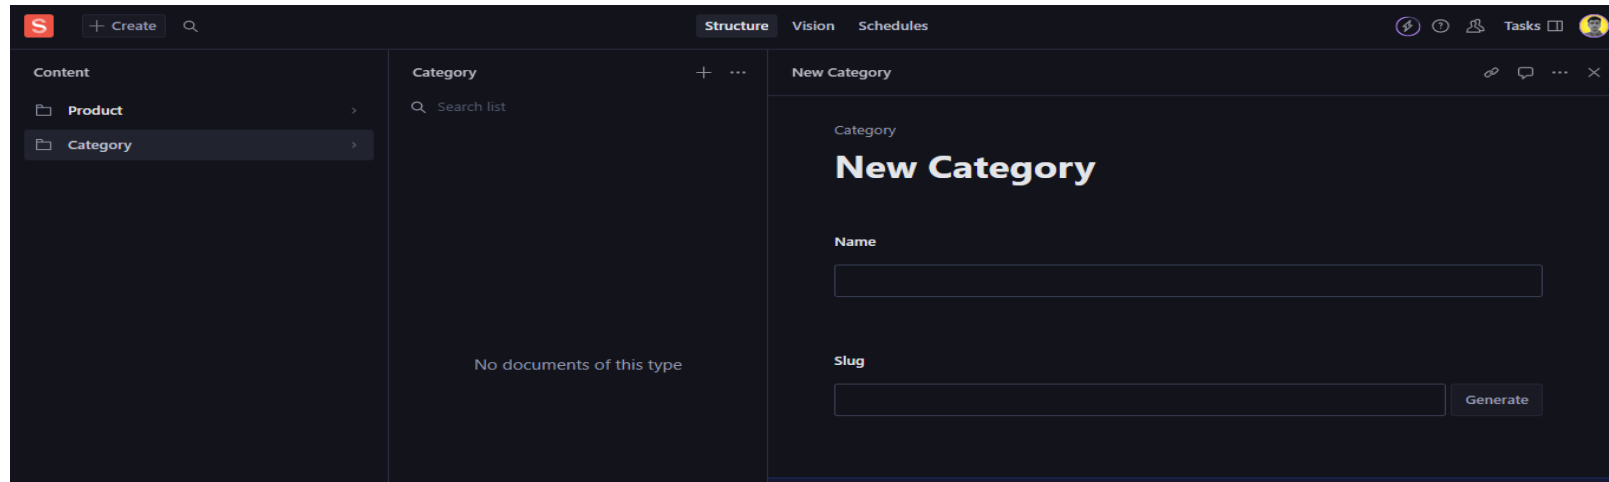 S + Create Structure Vision Schedules Tasks
Content
Product
Category
Category
Search list
No documents of this type
New Category
Category
New Category
Name
Slug
Generate